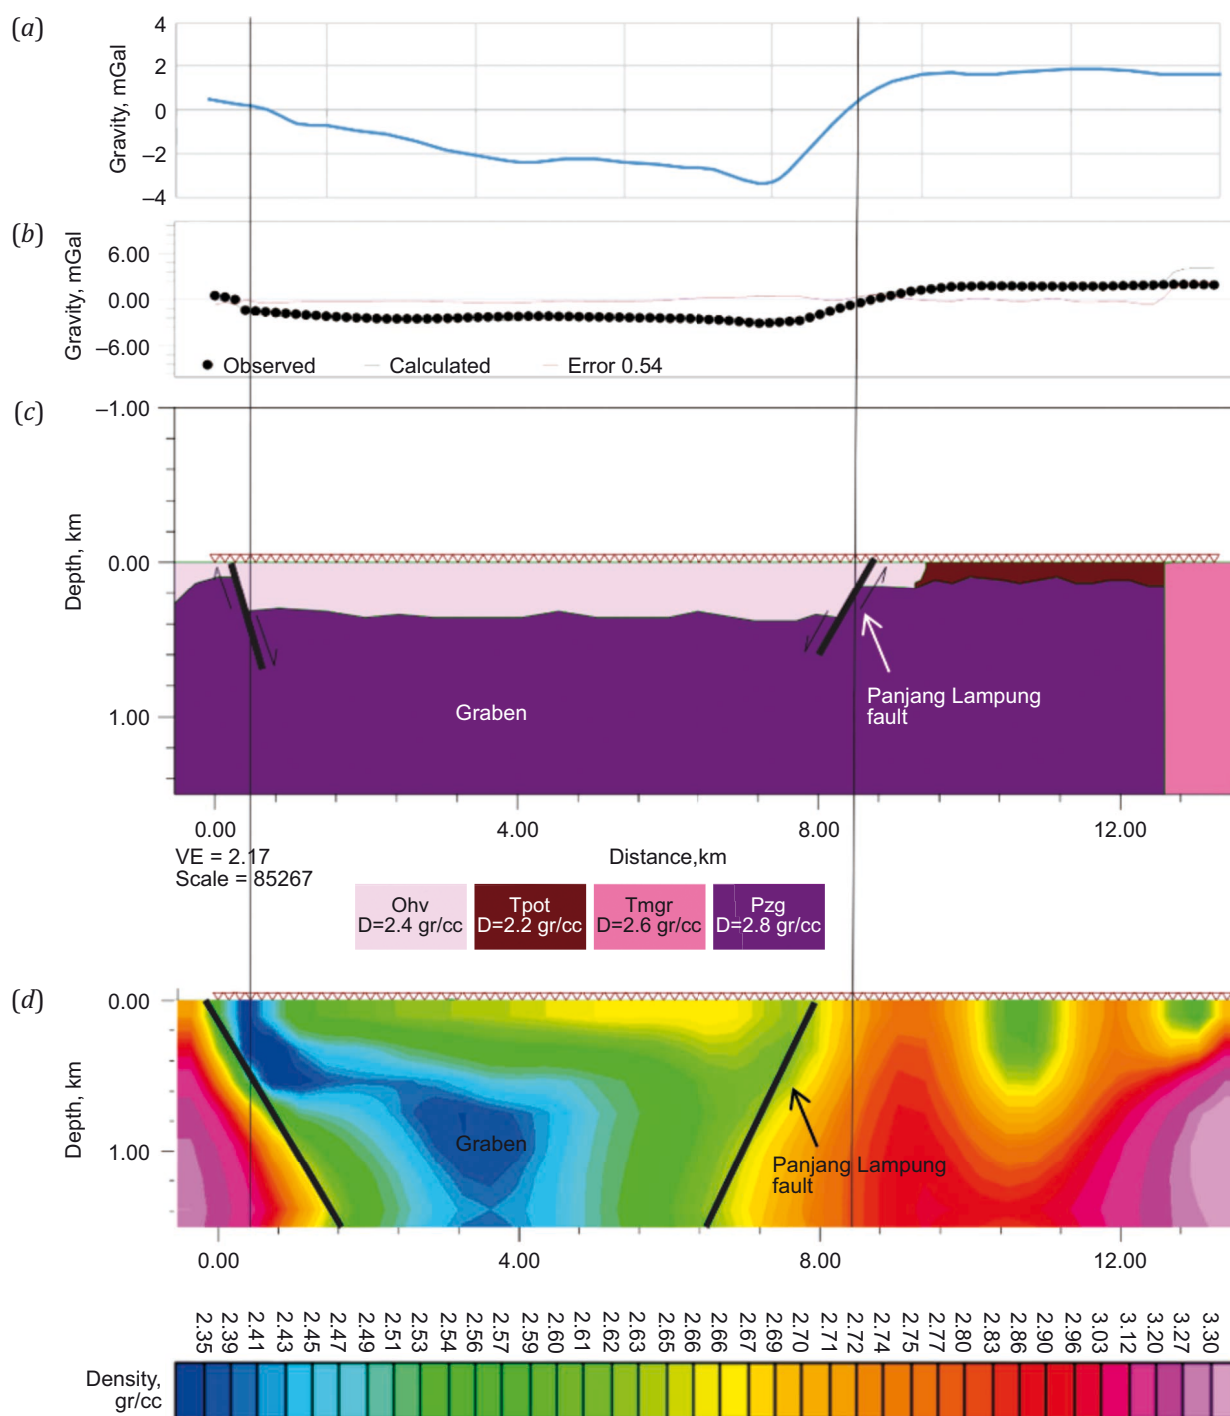 (a)
4
2
0
–2
–4
Gravity, mGal
(b)
6.00
0.00
–6.00
Gravity, mGal
Observed
Calculated
Error 0.54
(c)
–1.00
0.00
1.00
Depth, km
Graben
Panjang Lampung
fault
0.00
4.00
8.00
12.00
VE = 2.17
Scale = 85267
Distance,km
Ohv
D=2.4 gr/cc
Tpot
D=2.2 gr/cc
Tmgr
D=2.6 gr/cc
Pzg
D=2.8 gr/cc
(d)
0.00
1.00
Depth, km
Graben
Panjang Lampung
fault
0.00
4.00
8.00
12.00
2.35
2.39
2.41
2.43
2.45
2.47
2.49
2.51
2.53
2.54
2.56
2.57
2.59
2.60
2.61
2.62
2.64
2.65
2.66
2.66
2.67
2.69
2.70
2.71
2.72
2.74
2.75
2.77
2.80
2.83
2.86
2.90
2.96
3.03
3.12
3.20
3.27
3.30
Density,
gr/cc